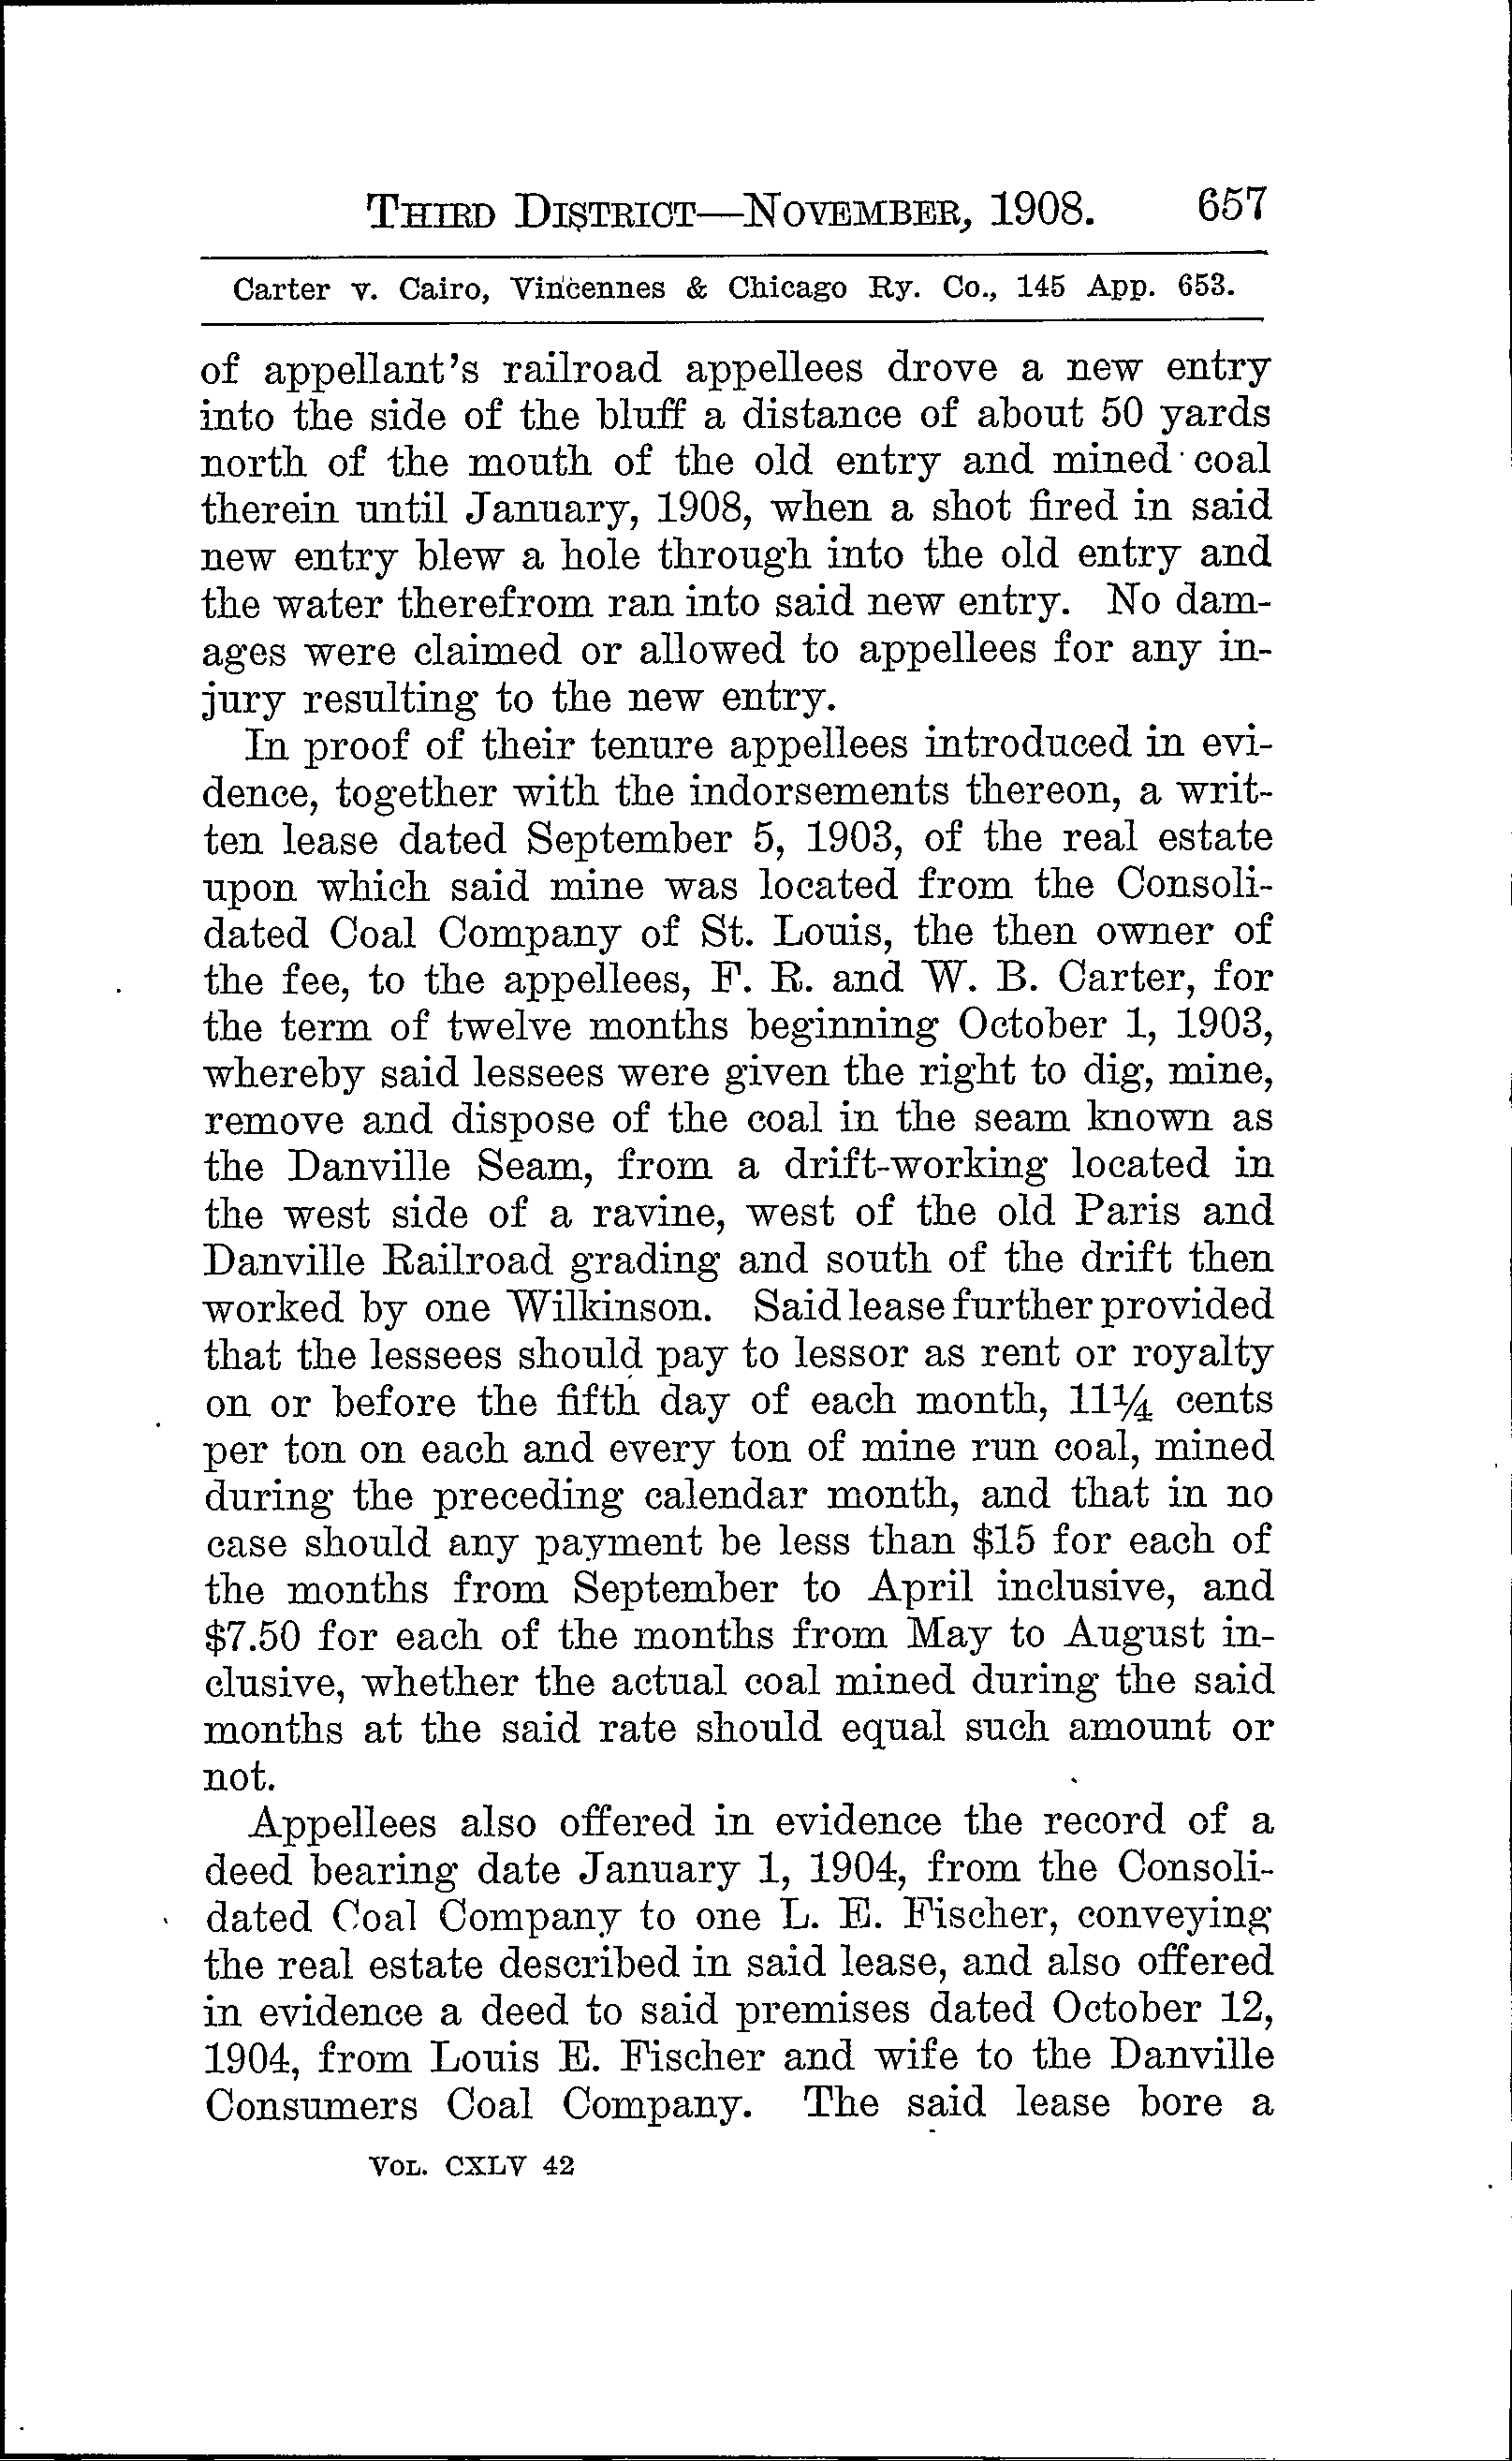 THIRD DISTRICT—NOVEMBER, 1908. 657
Carter v. Cairo, Vincennes & Chicago Ry. Co., 145 App. 653.
of appellant's railroad appellees drove a new entry
into the side of the bluff a distance of about 50 yards
north of the mouth of the old entry and mined coal
therein until January, 1908, when a shot fired in said
new entry blew a hole through into the old entry and
the water therefrom ran into said new entry. No dam-
ages were claimed or allowed to appellees for any in-
jury resulting to the new entry.
In proof of their tenure appellees introduced in evi-
dence, together with the indorsements thereon, a writ-
ten lease dated September 5, 1903, of the real estate
upon which said mine was located from the Consoli-
dated Coal Company of St. Louis, the then owner of
the fee, to the appellees, F. R. and W. B. Carter, for
the term of twelve months beginning October 1, 1903,
whereby said lessees were given the right to dig, mine,
remove and dispose of the coal in the seam known as
the Danville Seam, from a drift-working located in
the west side of a ravine, west of the old Paris and
Danville Railroad grading and south of the drift then
worked by one Wilkinson. Said lease further provided
that the lessees should pay to lessor as rent or royalty
on or before the fifth day of each month, 11¼ cents
per ton on each and every ton of mine run coal, mined
during the preceding calendar month, and that in no
case should any payment be less than $15 for each of
the months from September to April inclusive, and
$7.50 for each of the months from May to August in-
clusive, whether the actual coal mined during the said
months at the said rate should equal such amount or
not.
Appellees also offered in evidence the record of a
deed bearing date January 1, 1904, from the Consoli-
dated Coal Company to one L. E. Fischer, conveying
the real estate described in said lease, and also offered
in evidence a deed to said premises dated October 12,
1904, from Louis E. Fischer and wife to the Danville
Consumers Coal Company. The said lease bore a
VOL. CXLV 42